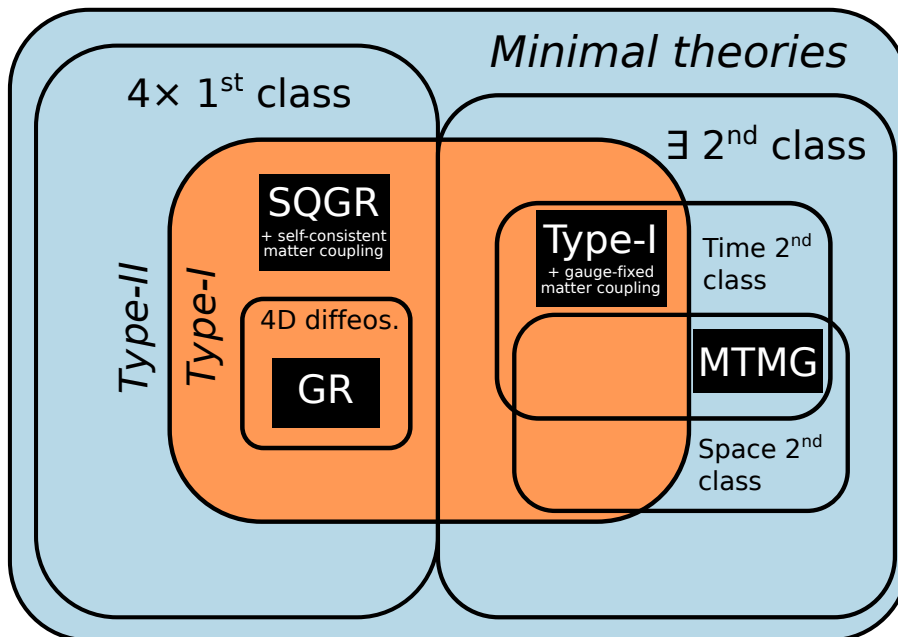 Minimal theories
4× 1st class
∃ 2nd class
SQGR
+ self-consistent
matter coupling
Type-I
+ gauge-fixed
matter coupling
Time 2nd
class
Type-II
Type-I
4D diffeos.
GR
MTMG
Space 2nd
class